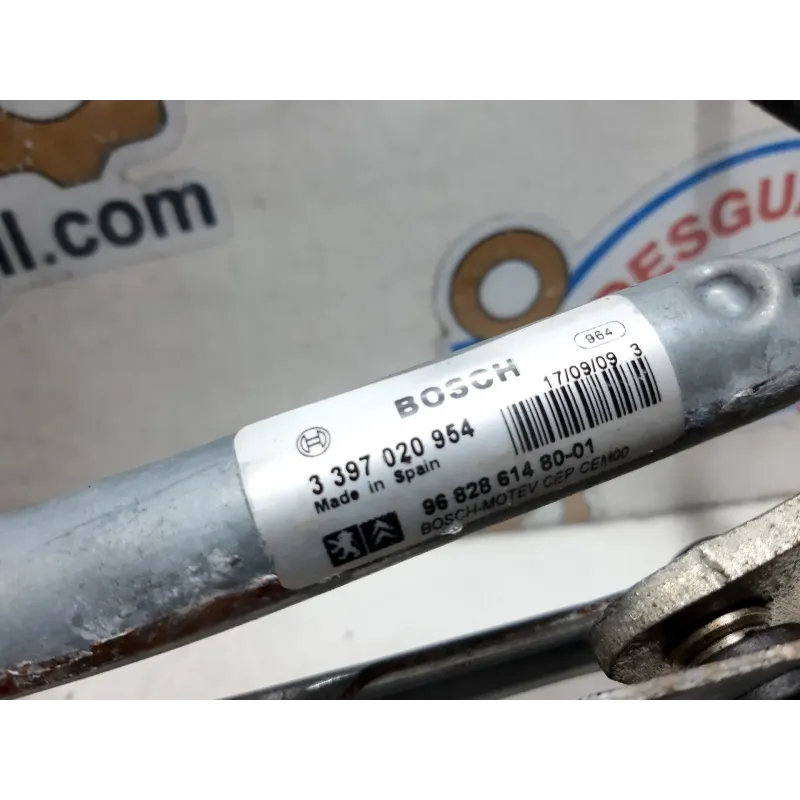 ll.com
DESGUA
964
BOSCH
17/09/09 3
3 397 020 954
Made in Spain
96 828 614 80-01
BOSCH-MOTEV CEP CEM00